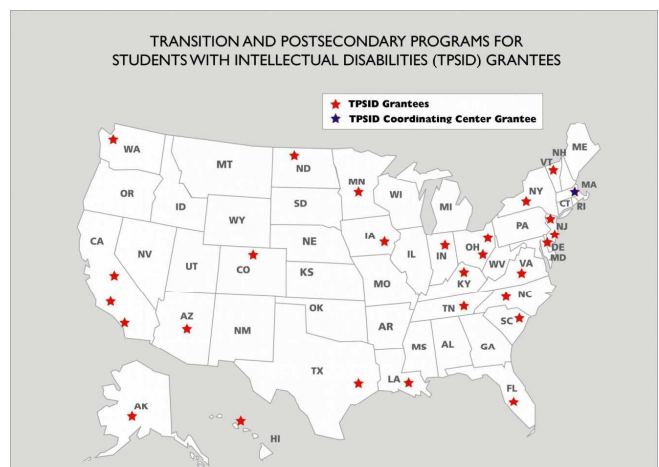 TRANSITION AND POSTSECONDARY PROGRAMS FOR
STUDENTS WITH INTELLECTUAL DISABILITIES (TPSID) GRANTEES
TPSID Grantees
TPSID Coordinating Center Grantee
WA
MT
ND
MN
OR
ID
WY
SD
WI
MI
NY
VT
NH
ME
MA
CT
RI
CA
NV
UT
CO
NE
KS
IA
IL
IN
OH
PA
NJ
DE
MD
WV
VA
MO
KY
AZ
NM
OK
AR
TN
NC
SC
TX
LA
MS
AL
GA
FL
AK
HI